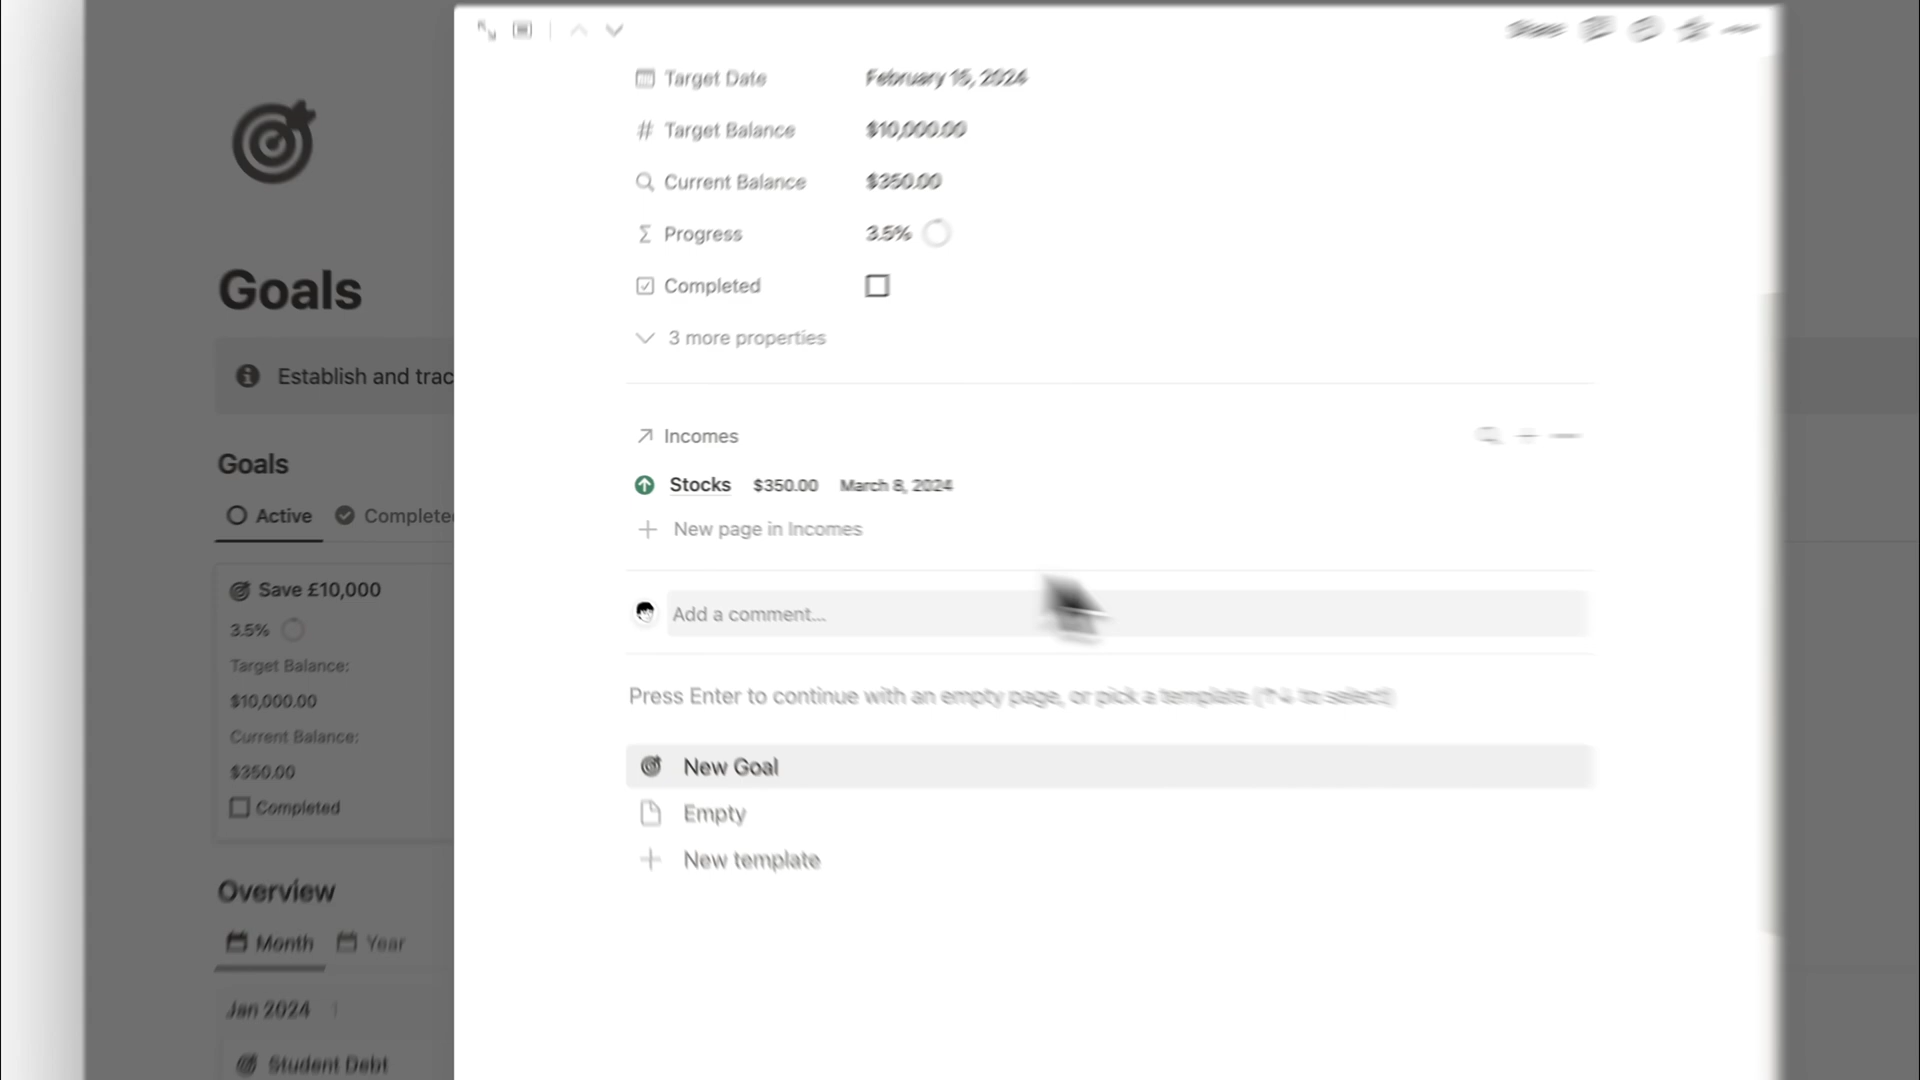 Goals
Establish and trac
Goals
Active
Complete
Save £10,000
3.5%
Target Balance:
$10,000.00
Current Balance:
$350.00
Completed
Overview
Month
Year
Jan 2024
Student Debt
Share
Target Date
February 15, 2024
# Target Balance
$10,000.00
Current Balance
$350.00
Σ Progress
3.5%
Completed
3 more properties
Incomes
Stocks
$350.00
March 8, 2024
New page in Incomes
Add a comment...
Press Enter to continue with an empty page, or pick a template (↑↓ to select)
New Goal
Empty
New template